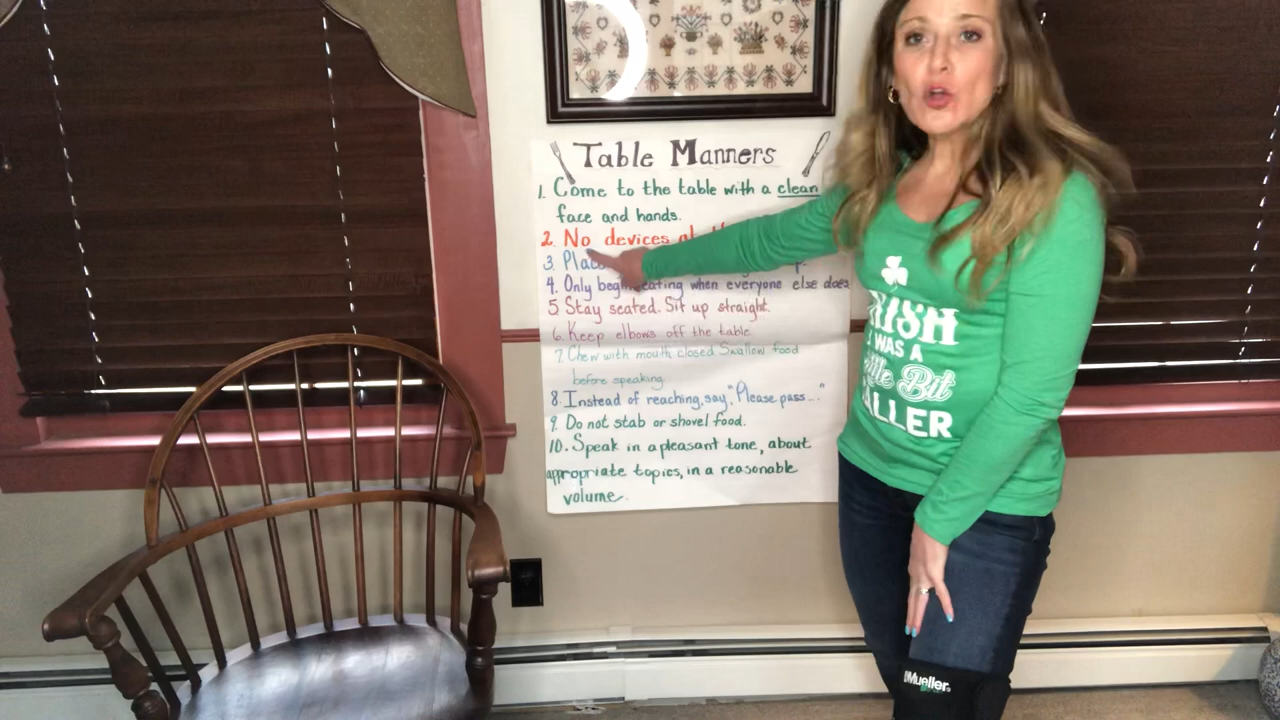 Table Manners
1. Come to the table with a clean
face and hands.
2. No devices at
3.
4. Only begin eating when everyone else does
5 Stay seated. Sit up straight.
6. Keep elbows off the table
7. Chew with mouth closed Swallow food
before speaking.
8. Instead of reaching, say, "Please pass..."
9. Do not stab or shovel food.
10. Speak in a pleasant tone, about
appropriate topics, in a reasonable
volume.
I WAS A
Bit
Mueller